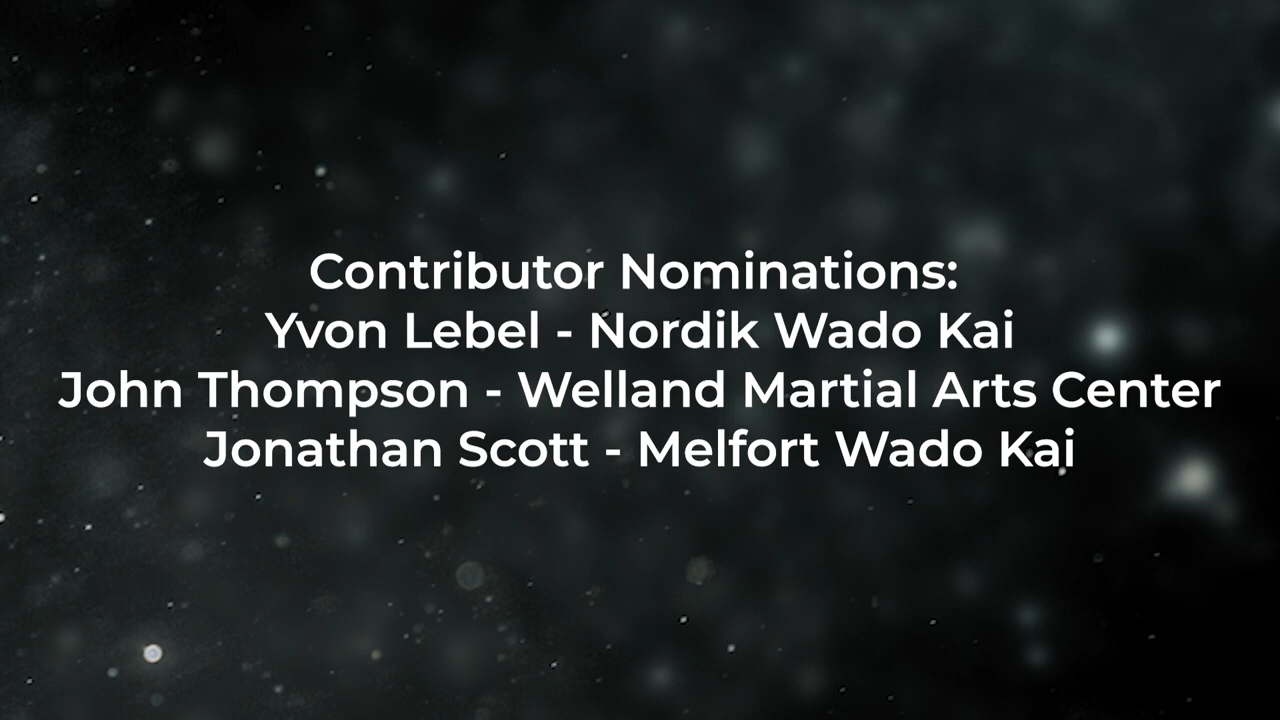 Contributor Nominations:
Yvon Lebel - Nordik Wado Kai
John Thompson - Welland Martial Arts Center
Jonathan Scott - Melfort Wado Kai